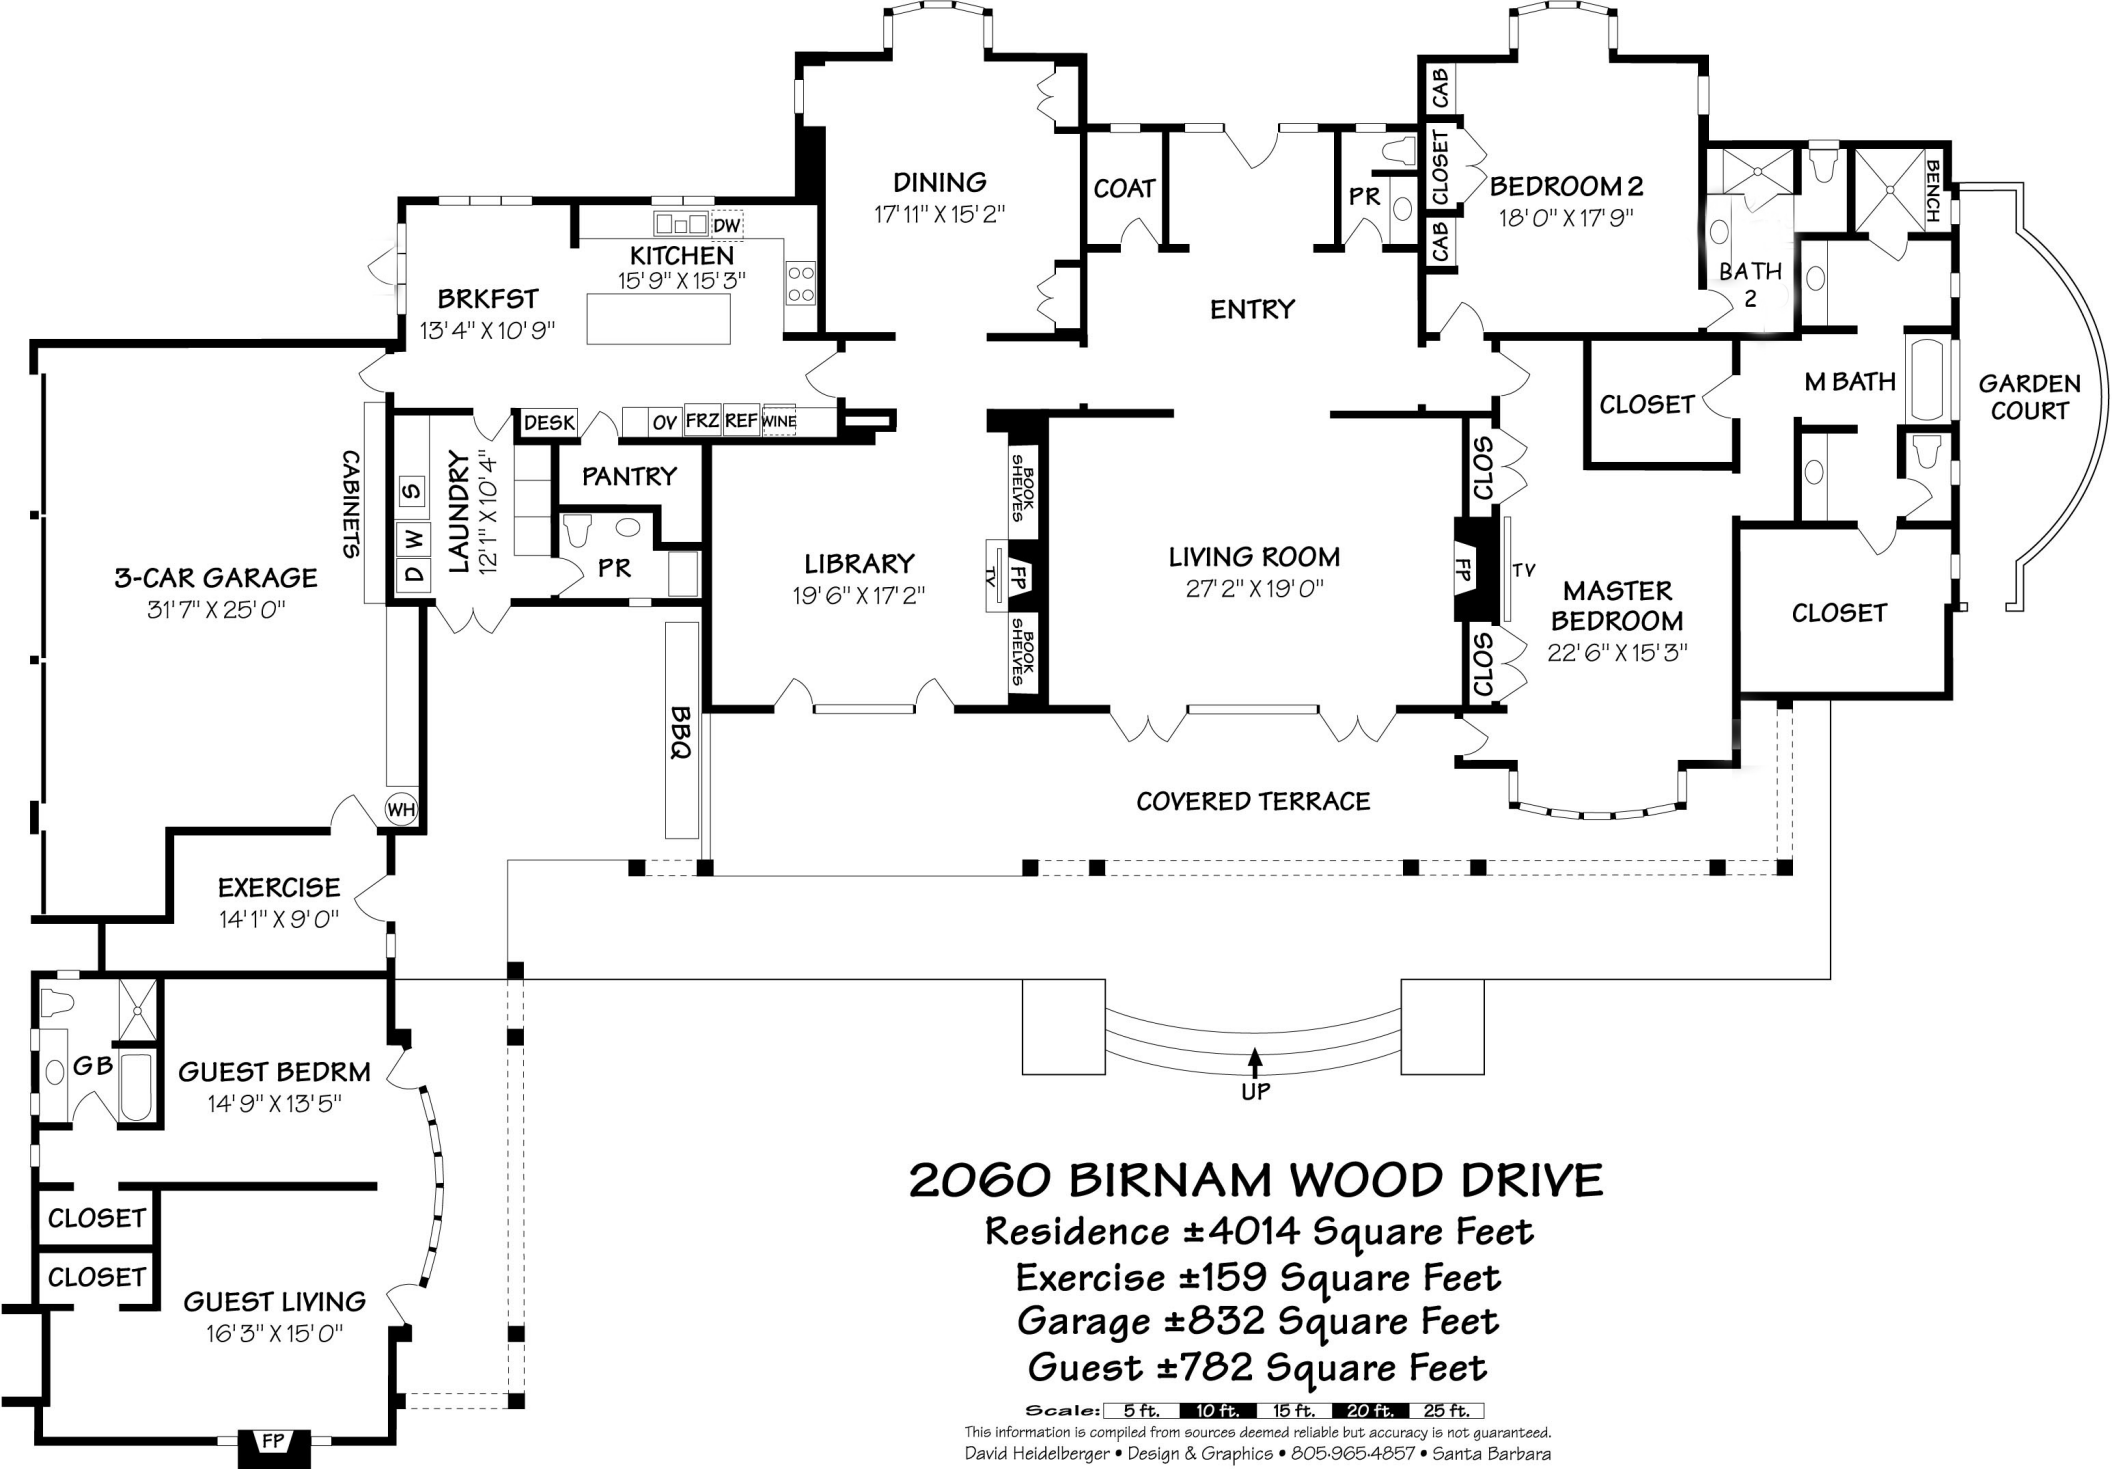 CAB
CLOSET
CAB
BEDROOM 2
18'0" X 17'9"
DINING
17'11" X 15'2"
COAT
PR
BENCH
BATH
2
DW
KITCHEN
15'9" X 15'3"
BRKFST
13'4" X 10'9"
ENTRY
CLOSET
M BATH
GARDEN
COURT
DESK
OV
FRZ
REF
WINE
CABINETS
S
W
D
LAUNDRY
12'1" X 10'4"
PANTRY
PR
BOOK
SHELVES
CLOS
3-CAR GARAGE
31'7" X 25'0"
LIBRARY
19'6" X 17'2"
TV
FP
LIVING ROOM
27'2" X 19'0"
FP
TV
MASTER
BEDROOM
22'6" X 15'3"
CLOSET
BOOK
SHELVES
CLOS
BBQ
WH
COVERED TERRACE
EXERCISE
14'1" X 9'0"
GB
GUEST BEDRM
14'9" X 13'5"
UP
CLOSET
CLOSET
GUEST LIVING
16'3" X 15'0"
FP
2060 BIRNAM WOOD DRIVE
Residence ±4014 Square Feet
Exercise ±159 Square Feet
Garage ±832 Square Feet
Guest ±782 Square Feet
Scale: 5 ft. 10 ft. 15 ft. 20 ft. 25 ft.
This information is compiled from sources deemed reliable but accuracy is not guaranteed.
David Heidelberger • Design & Graphics • 805·965·4857 • Santa Barbara